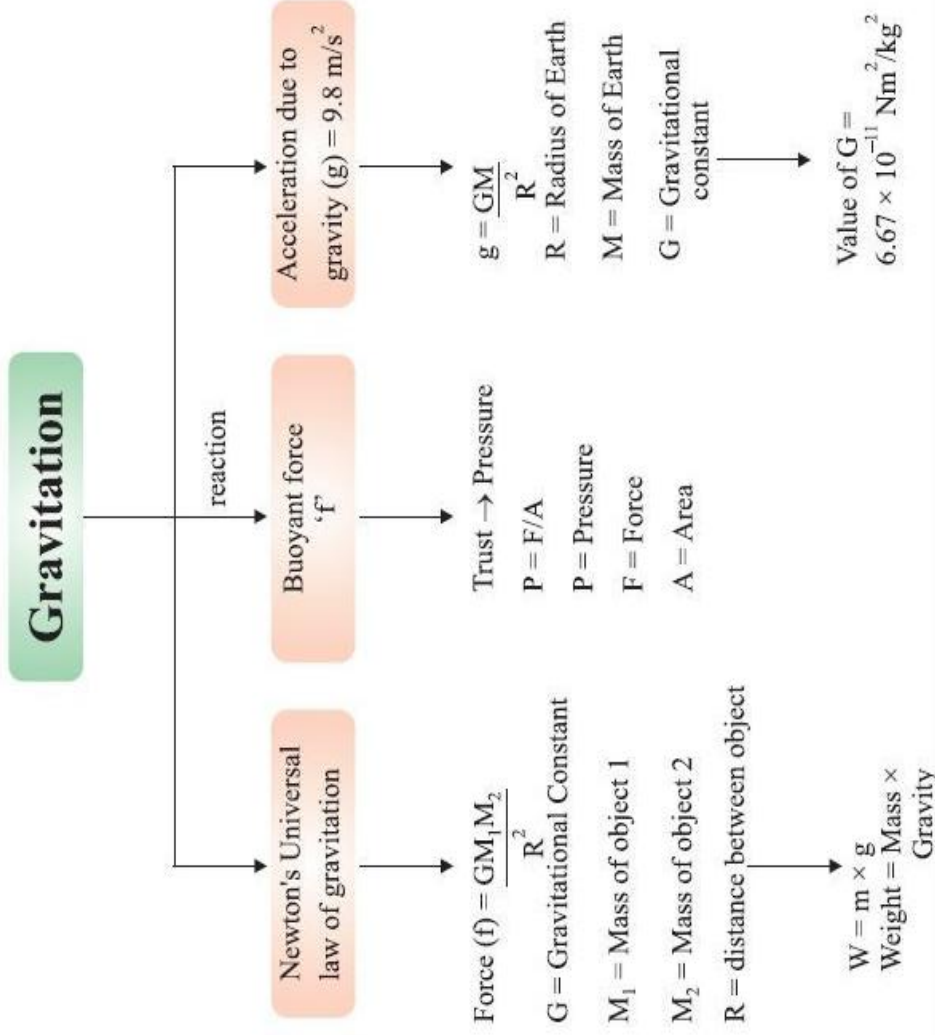 Gravitation
reaction
Newton's Universal
law of gravitation
Force (f) = GM₁M₂
R²
G = Gravitational Constant
M₁ = Mass of object 1
M₂ = Mass of object 2
R = distance between object
W = m × g
Weight = Mass ×
Gravity
Buoyant force
‘f’
Trust → Pressure
P = F/A
P = Pressure
F = Force
A = Area
Acceleration due to
gravity (g) = 9.8 m/s²
g = GM
R²
R = Radius of Earth
M = Mass of Earth
G = Gravitational
constant
Value of G =
6.67 × 10⁻¹¹ Nm²/kg²